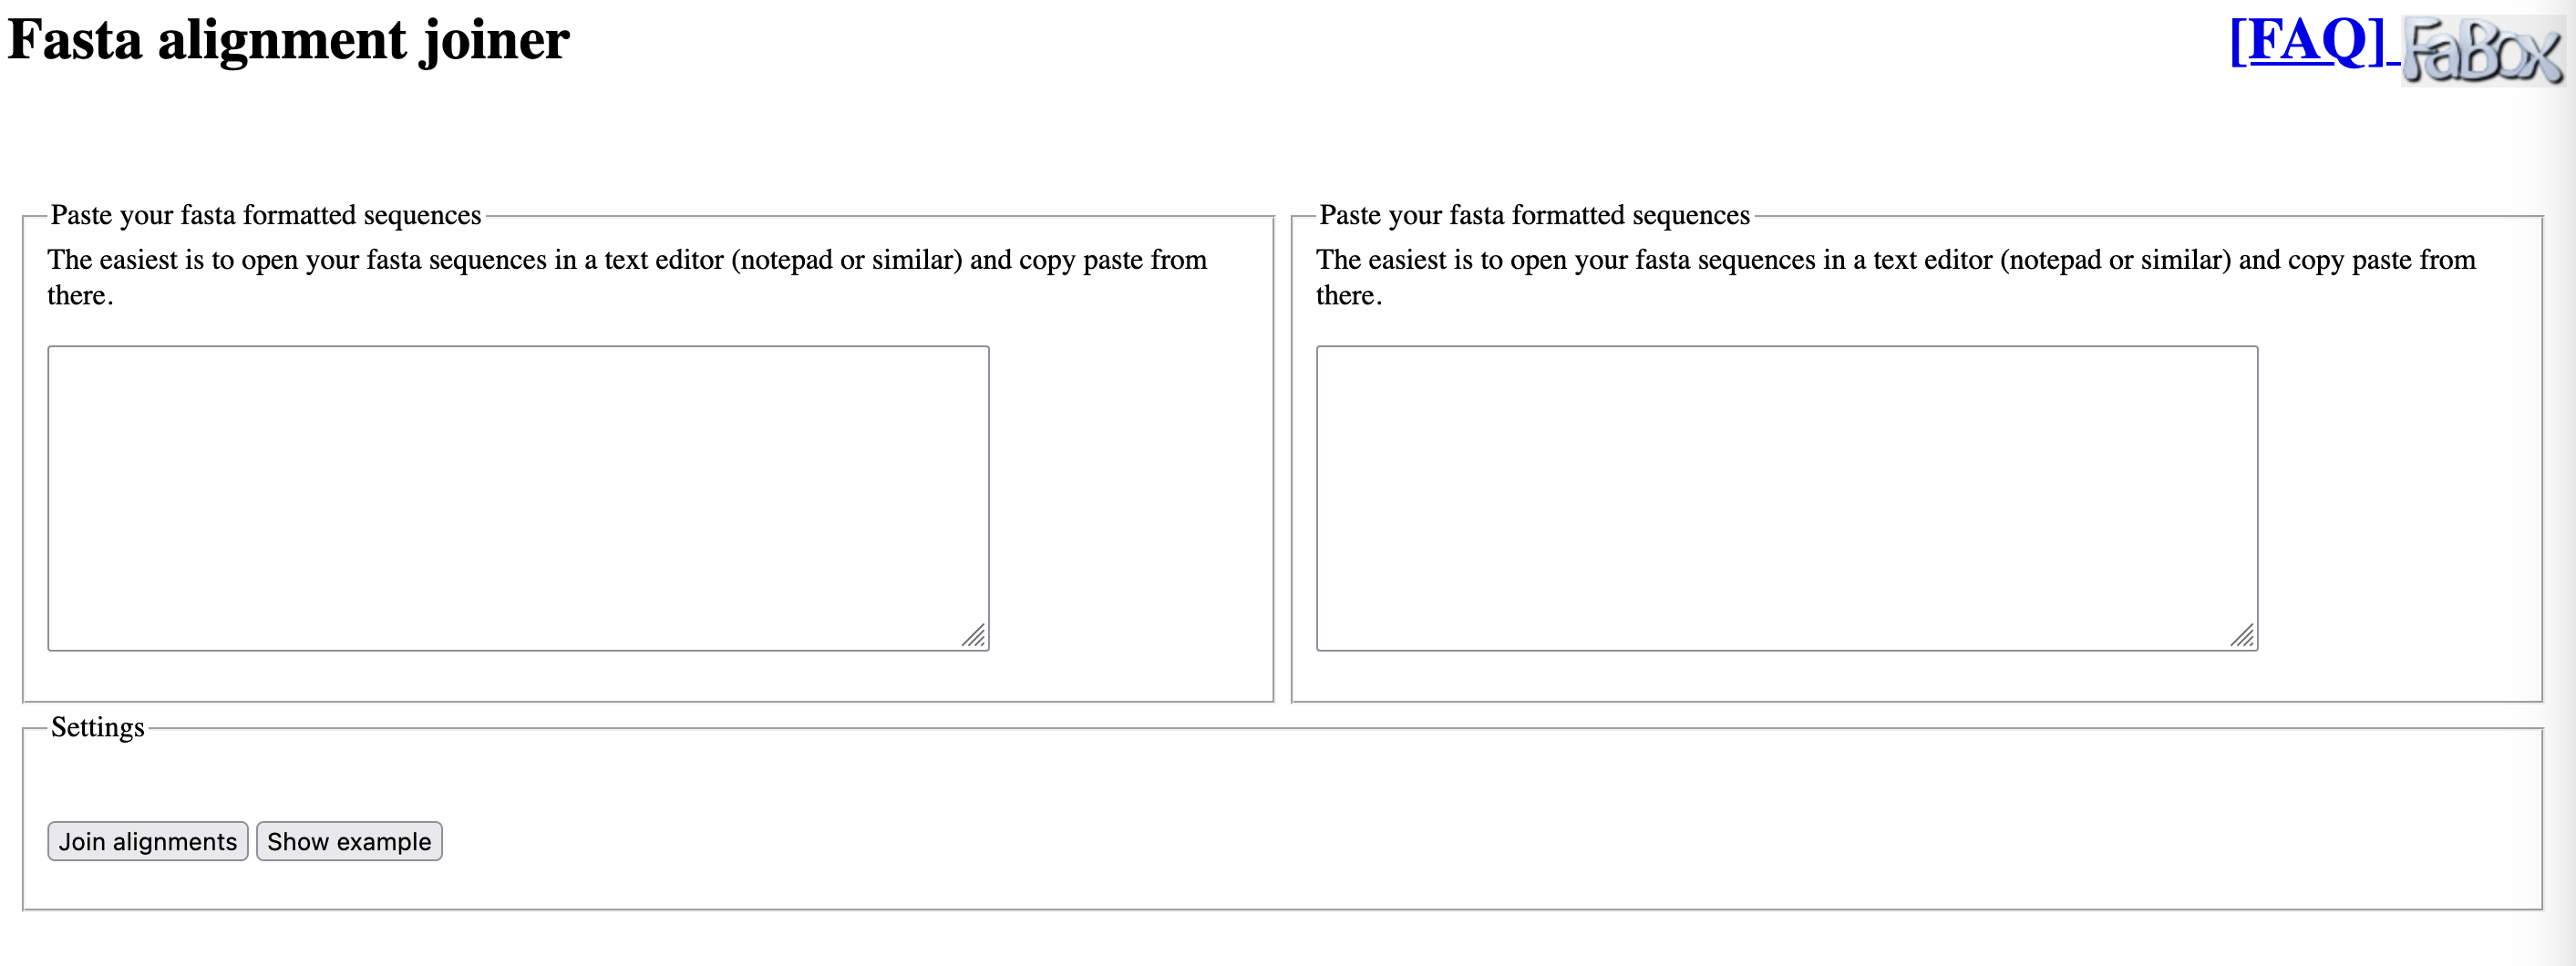 Fasta alignment joiner
[FAQ] FaBox
Paste your fasta formatted sequences
The easiest is to open your fasta sequences in a text editor (notepad or similar) and copy paste from
there.
Paste your fasta formatted sequences
The easiest is to open your fasta sequences in a text editor (notepad or similar) and copy paste from
there.
Settings
Join alignments Show example